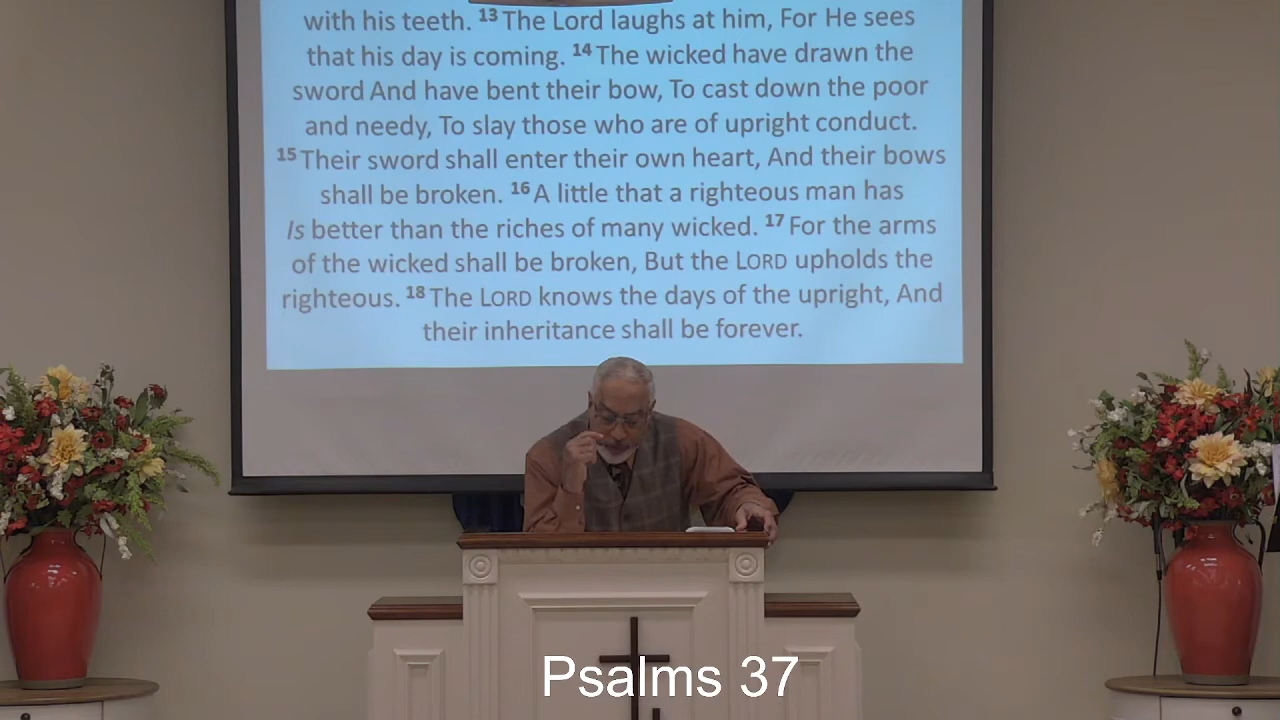 with his teeth. 13 The Lord laughs at him, For He sees
that his day is coming. 14 The wicked have drawn the
sword And have bent their bow, To cast down the poor
and needy, To slay those who are of upright conduct.
15 Their sword shall enter their own heart, And their bows
shall be broken. 16 A little that a righteous man has
Is better than the riches of many wicked. 17 For the arms
of the wicked shall be broken, But the LORD upholds the
righteous. 18 The LORD knows the days of the upright, And
their inheritance shall be forever.
Psalms 37